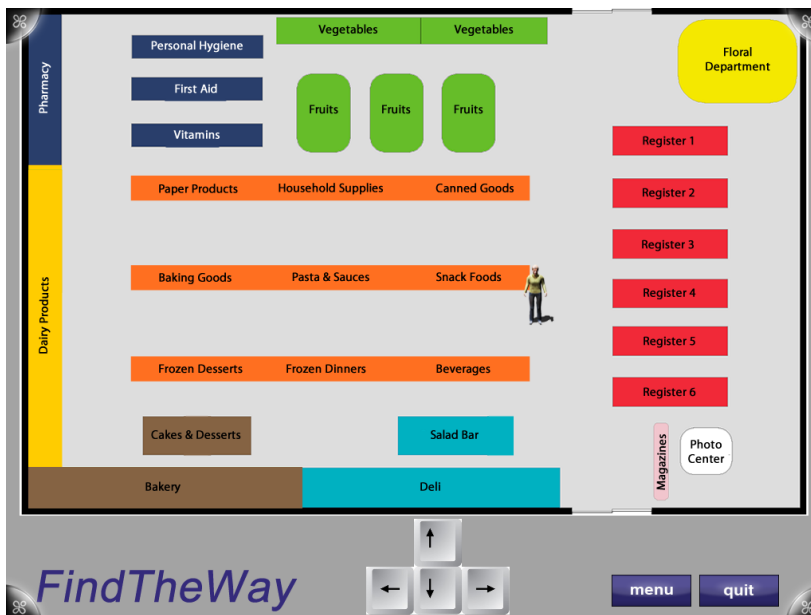 Vegetables
Vegetables
Personal Hygiene
Floral
Department
Pharmacy
First Aid
Fruits
Fruits
Fruits
Vitamins
Register 1
Paper Products
Household Supplies
Canned Goods
Register 2
Register 3
Baking Goods
Pasta & Sauces
Snack Foods
Register 4
Dairy Products
Register 5
Frozen Desserts
Frozen Dinners
Beverages
Register 6
Cakes & Desserts
Salad Bar
Magazines
Photo
Center
Bakery
Deli
FindTheWay
menu
quit